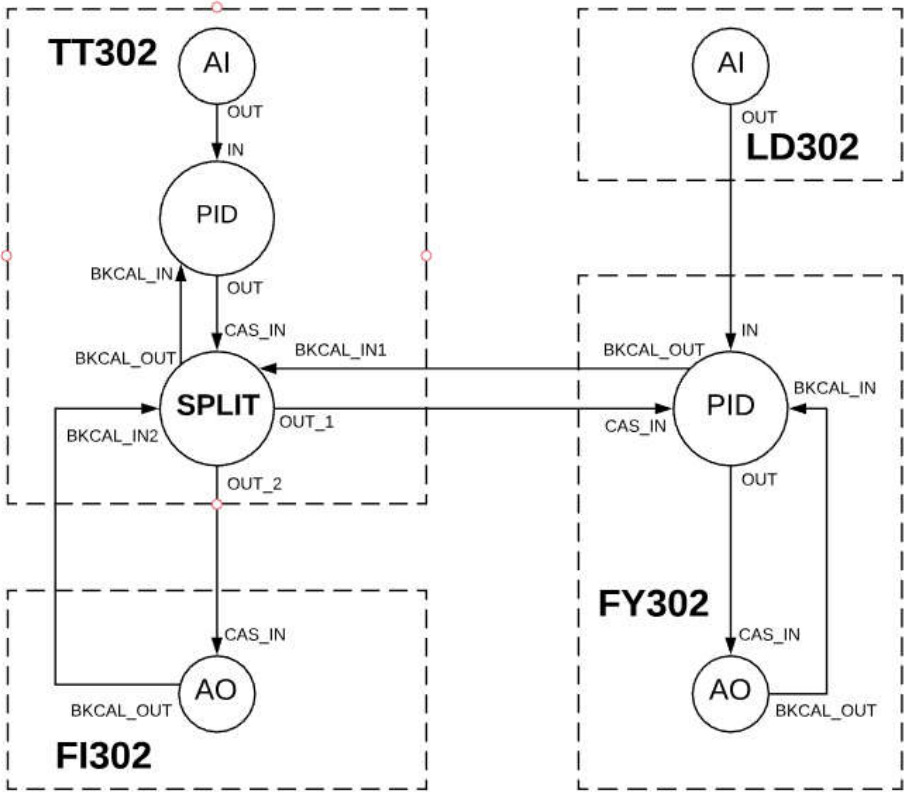 TT302
AI
OUT
IN
PID
BKCAL_IN
OUT
CAS_IN
BKCAL_OUT
SPLIT
BKCAL_IN1
BKCAL_IN2
OUT_1
OUT_2
CAS_IN
AO
BKCAL_OUT
FI302
AI
OUT
LD302
IN
BKCAL_OUT
PID
BKCAL_IN
CAS_IN
OUT
FY302
CAS_IN
AO
BKCAL_OUT